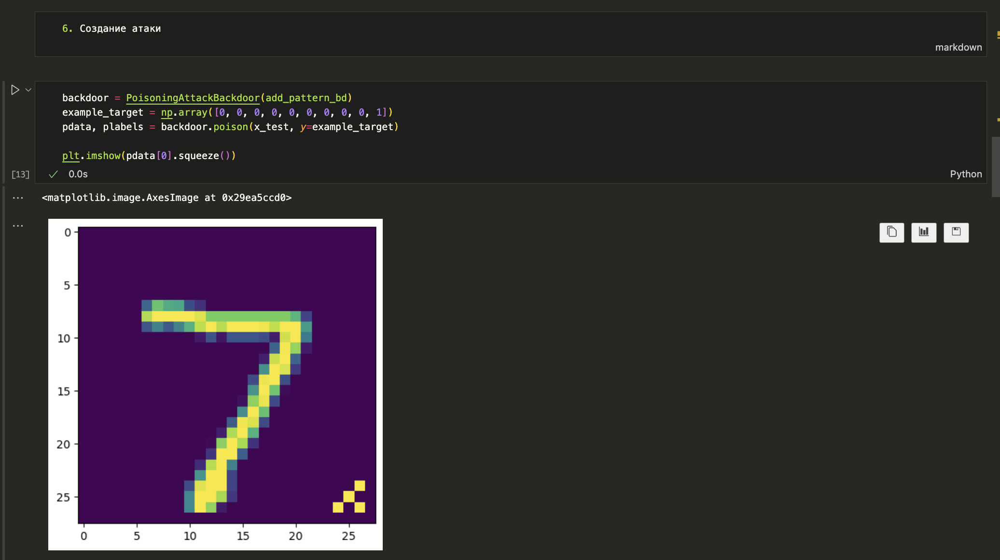 6. Создание атаки
markdown
backdoor = PoisoningAttackBackdoor(add_pattern_bd)
example_target = np.array([0, 0, 0, 0, 0, 0, 0, 0, 0, 1])
pdata, plabels = backdoor.poison(x_test, y=example_target)
plt.imshow(pdata[0].squeeze())
[13]
0.0s
Python
<matplotlib.image.AxesImage at 0x29ea5ccd0>
0
5
10
15
20
25
0 5 10 15 20 25